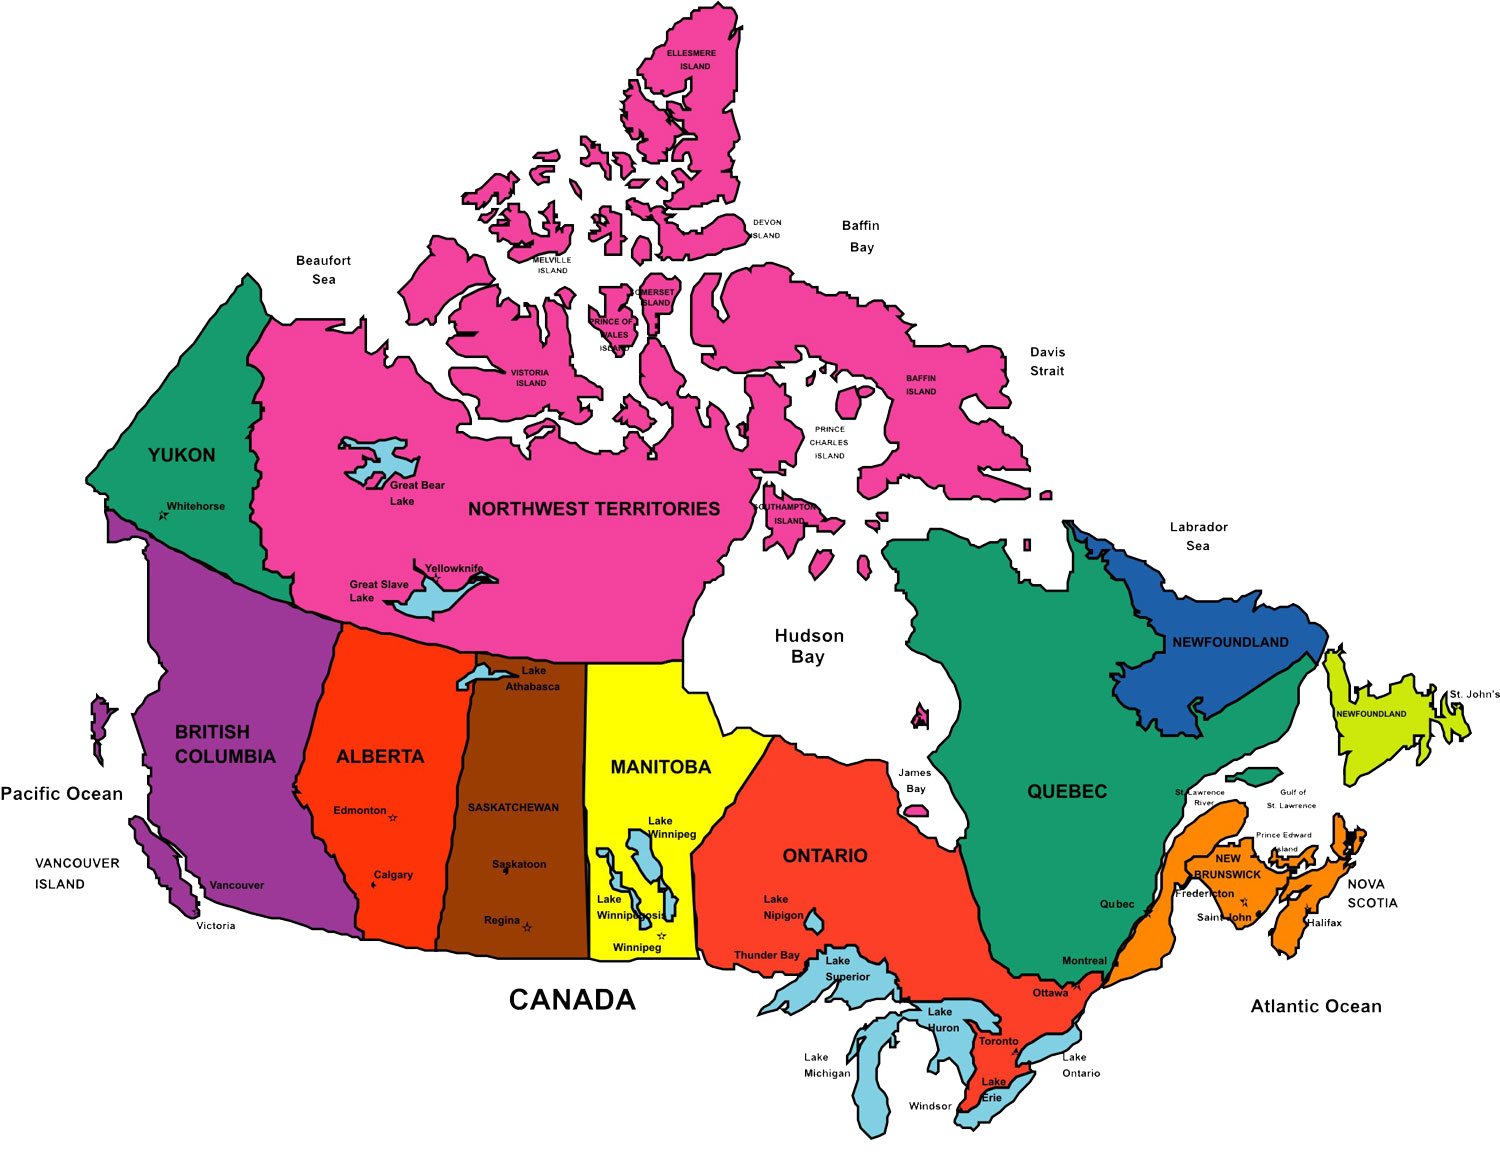 ELLESMERE
ISLAND
DEVON
ISLAND
Baffin
Bay
Beaufort
Sea
MELVILLE
ISLAND
SOMERSET
ISLAND
PRINCE OF
WALES
ISLAND
VISTORIA
ISLAND
BAFFIN
ISLAND
Davis
Strait
PRINCE
CHARLES
ISLAND
YUKON
Whitehorse
Great Bear
Lake
NORTHWEST TERRITORIES
SOUTHAMPTON
ISLAND
Labrador
Sea
Yellowknife
Great Slave
Lake
Hudson
Bay
NEWFOUNDLAND
Lake
Athabasca
St. John's
NEWFOUNDLAND
BRITISH
COLUMBIA
ALBERTA
MANITOBA
Pacific Ocean
James
Bay
QUEBEC
St. Lawrence
River
Gulf of
St. Lawrence
Edmonton
SASKATCHEWAN
Lake
Winnipeg
Prince Edward
Island
VANCOUVER
ISLAND
ONTARIO
NEW
BRUNSWICK
Saskatoon
Calgary
Vancouver
NOVA
SCOTIA
Fredericton
Lake
Winnipegosis
Lake
Nipigon
Qu bec
Saint John
Halifax
Victoria
Regina
Winnipeg
Thunder Bay
Lake
Superior
Montreal
Ottawa
CANADA
Atlantic Ocean
Lake
Huron
Toronto
Lake
Michigan
Lake
Ontario
Lake
Erie
Windsor